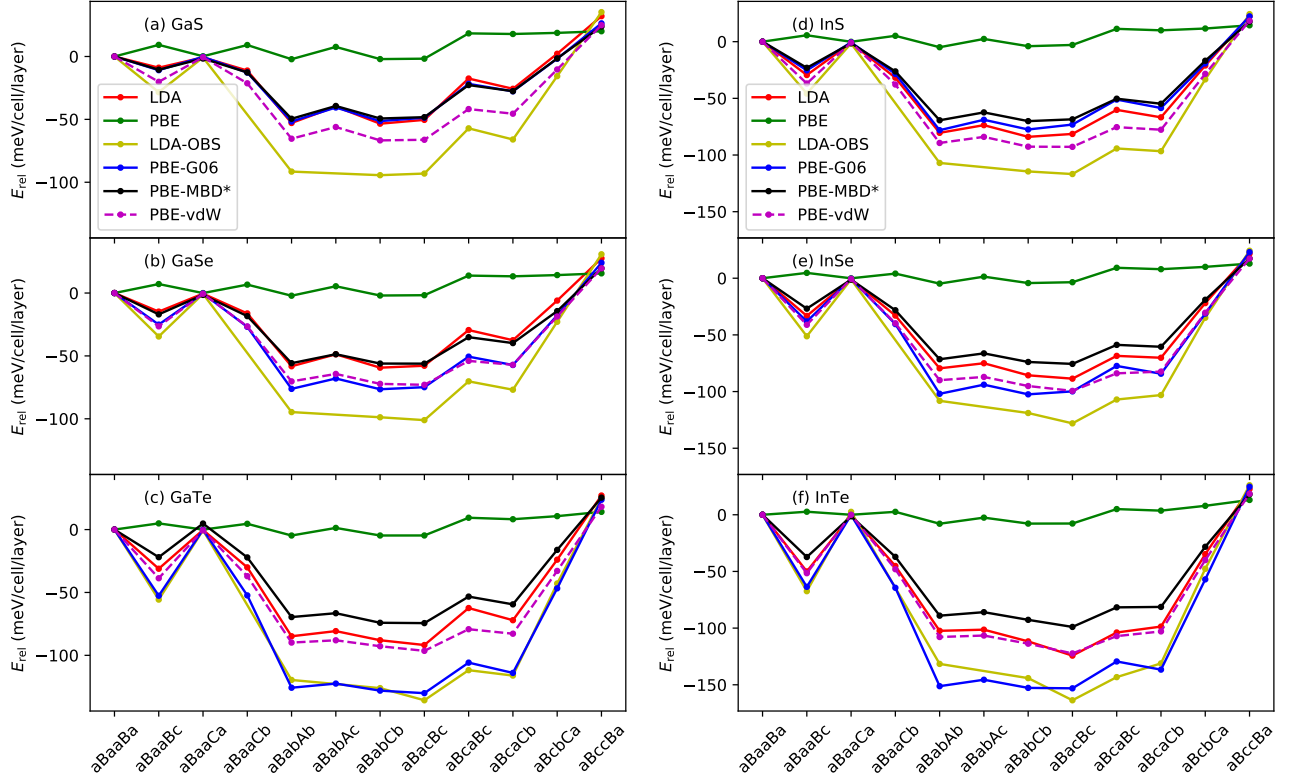 (a) GaS
0
−50
−100
E_rel (meV/cell/layer)
LDA
PBE
LDA-OBS
PBE-G06
PBE-MBD*
PBE-vdW
(b) GaSe
0
−50
−100
E_rel (meV/cell/layer)
(c) GaTe
0
−50
−100
E_rel (meV/cell/layer)
aBaaBa
aBaaBc
aBaaCa
aBaaCb
aBabAb
aBabAc
aBabCb
aBacBc
aBcaBc
aBcaCb
aBcbCa
aBccBa
(d) InS
0
−50
−100
−150
E_rel (meV/cell/layer)
LDA
PBE
LDA-OBS
PBE-G06
PBE-MBD*
PBE-vdW
(e) InSe
0
−50
−100
−150
E_rel (meV/cell/layer)
(f) InTe
0
−50
−100
−150
E_rel (meV/cell/layer)
aBaaBa
aBaaBc
aBaaCa
aBaaCb
aBabAb
aBabAc
aBabCb
aBacBc
aBcaBc
aBcaCb
aBcbCa
aBccBa